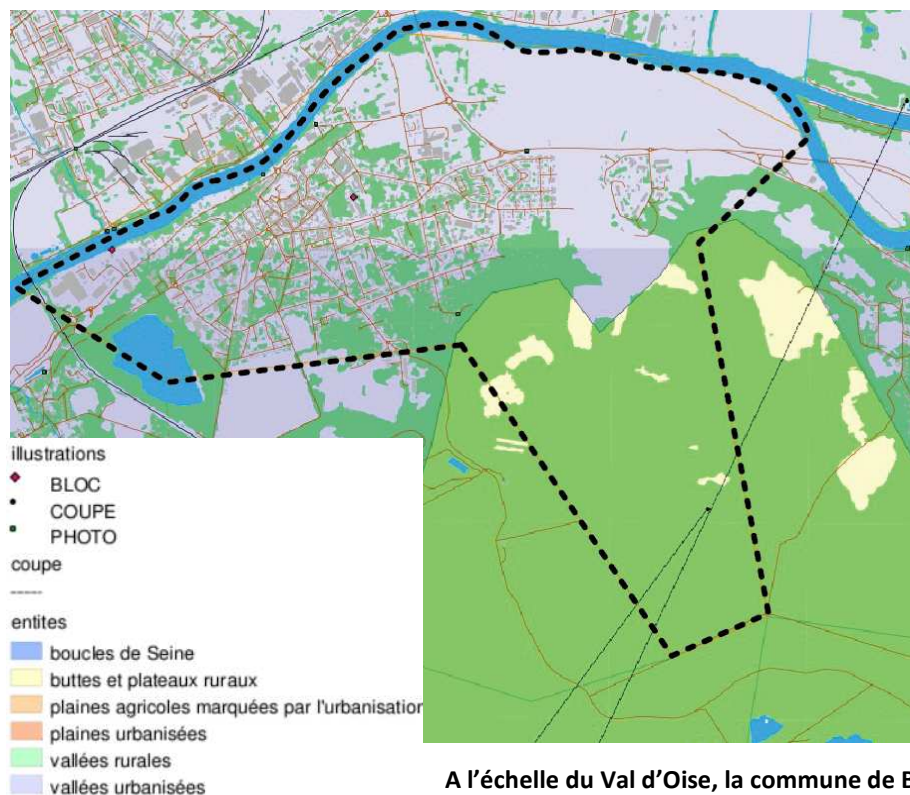 illustrations
BLOC
COUPE
PHOTO
coupe
-----
entites
boucles de Seine
buttes et plateaux ruraux
plaines agricoles marquées par l'urbanisation
plaines urbanisées
vallées rurales
vallées urbanisées
A l'échelle du Val d'Oise, la commune de